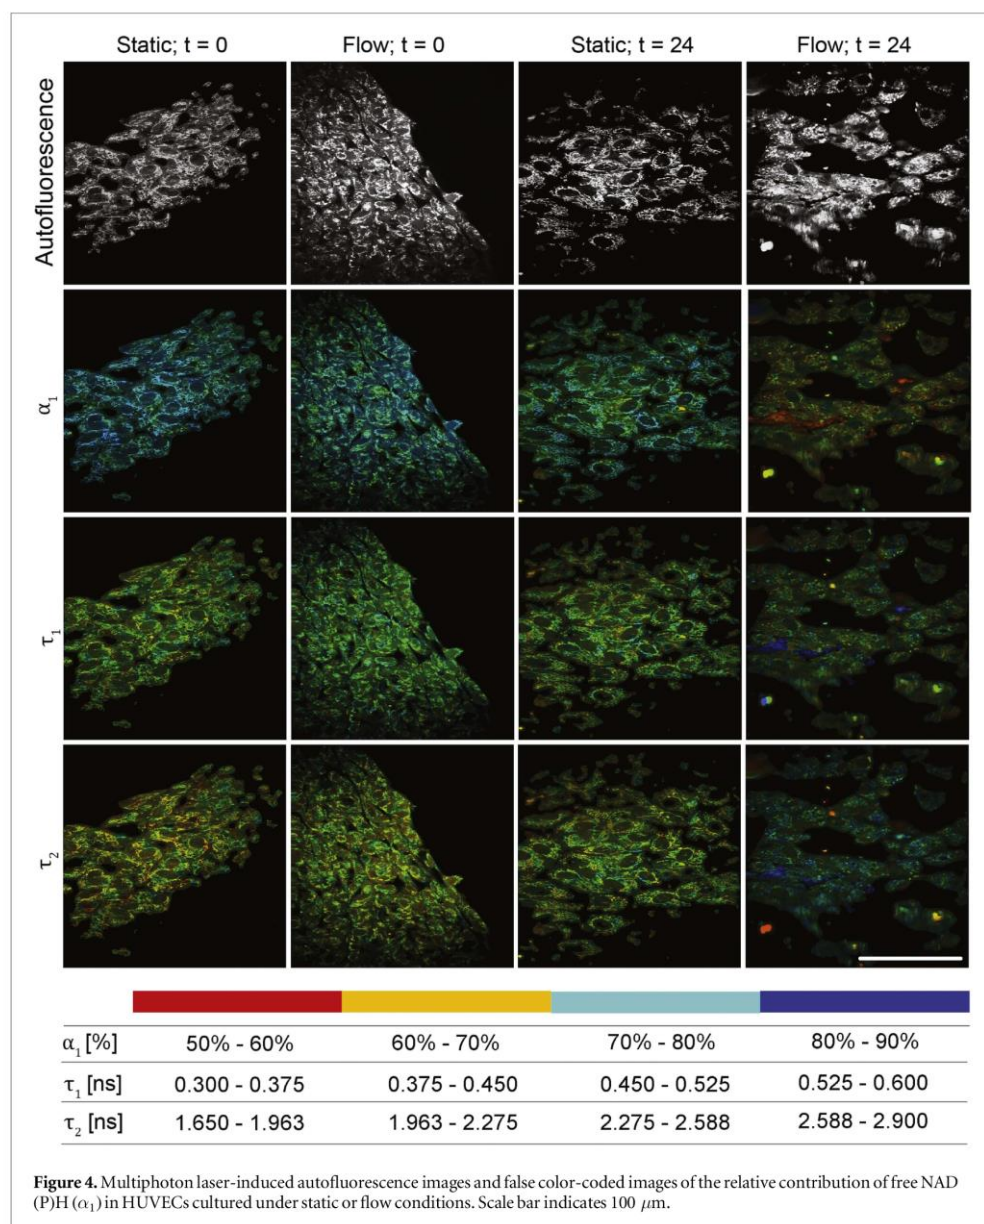 Static; t = 0 Flow; t = 0 Static; t = 24 Flow; t = 24
Autofluorescence
α₁
τ₁
τ₂
α₁ [%] 50% - 60% 60% - 70% 70% - 80% 80% - 90%
τ₁ [ns] 0.300 - 0.375 0.375 - 0.450 0.450 - 0.525 0.525 - 0.600
τ₂ [ns] 1.650 - 1.963 1.963 - 2.275 2.275 - 2.588 2.588 - 2.900
Figure 4. Multiphoton laser-induced autofluorescence images and false color-coded images of the relative contribution of free NAD
(P)H (α₁) in HUVECs cultured under static or flow conditions. Scale bar indicates 100 μm.